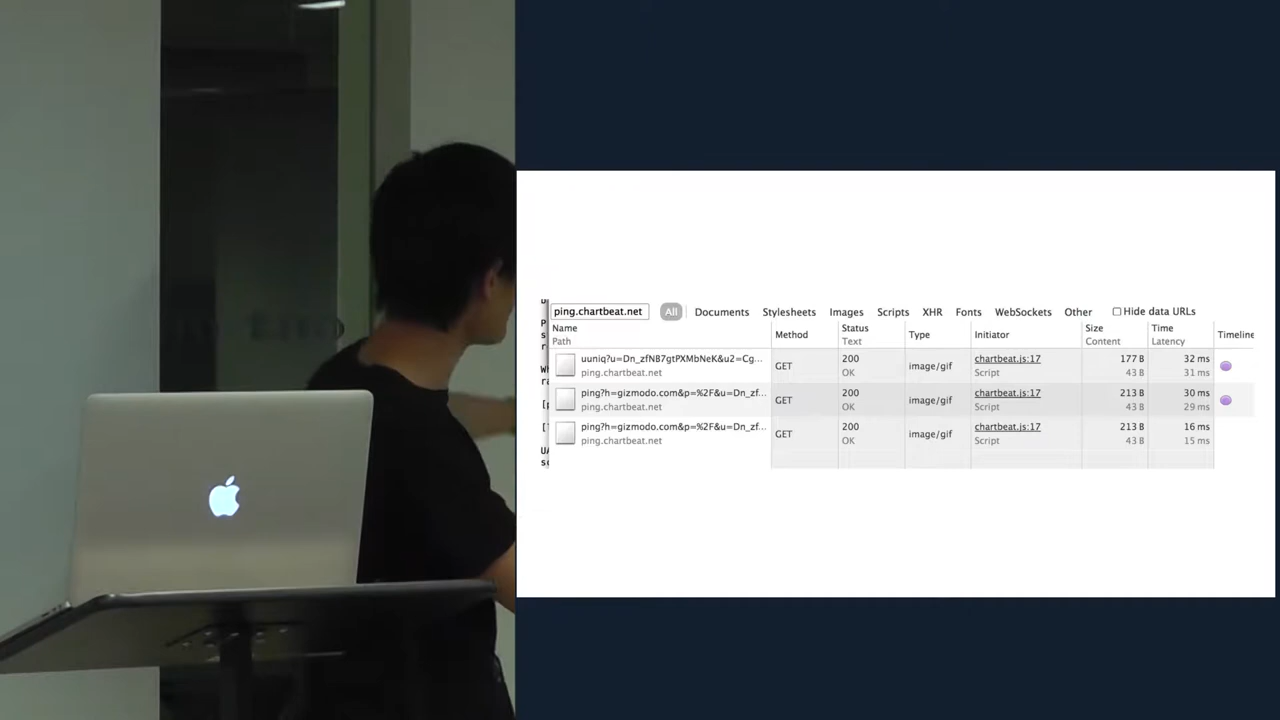 ping.chartbeat.net All Documents Stylesheets Images Scripts XHR Fonts WebSockets Other Hide data URLs
Name Method Status Type Initiator Size Time Timeline
Path Text Content Latency
uuniq?u=Dn_zfNB7gtPXMbNeK&u2=Cg... GET 200 image/gif chartbeat.js:17 177 B 32 ms
ping.chartbeat.net OK Script 43 B 31 ms
ping?h=gizmodo.com&p=%2F&u=Dn_zf... GET 200 image/gif chartbeat.js:17 213 B 30 ms
ping.chartbeat.net OK Script 43 B 29 ms
ping?h=gizmodo.com&p=%2F&u=Dn_zf... GET 200 image/gif chartbeat.js:17 213 B 16 ms
ping.chartbeat.net OK Script 43 B 15 ms